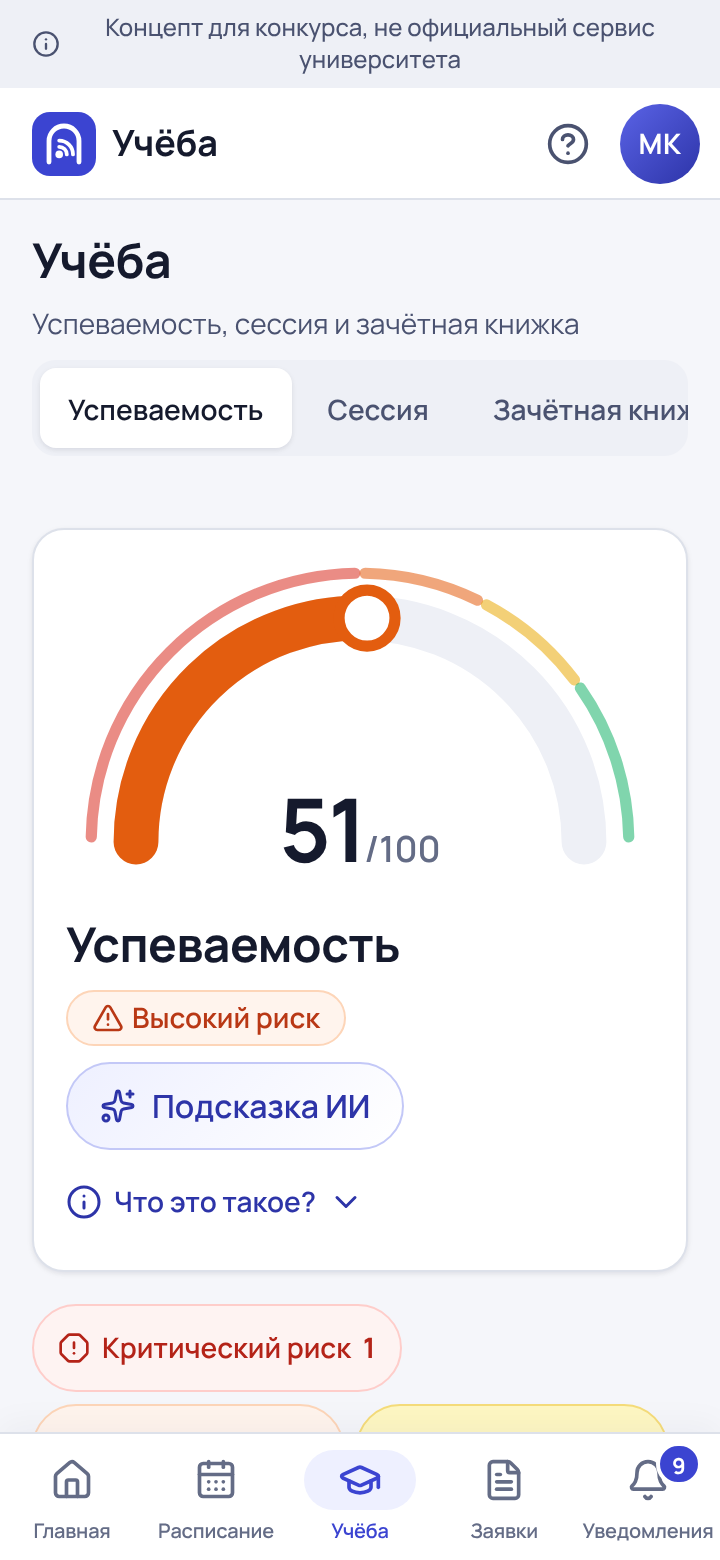 Концепт для конкурса, не официальный сервис
университета
Учёба
МК
Учёба
Успеваемость, сессия и зачётная книжка
Успеваемость
Сессия
Зачётная
51/100
Успеваемость
Высокий риск
Подсказка ИИ
Что это такое?
Критический риск 1
9
Главная
Расписание
Учёба
Заявки
Уведомления